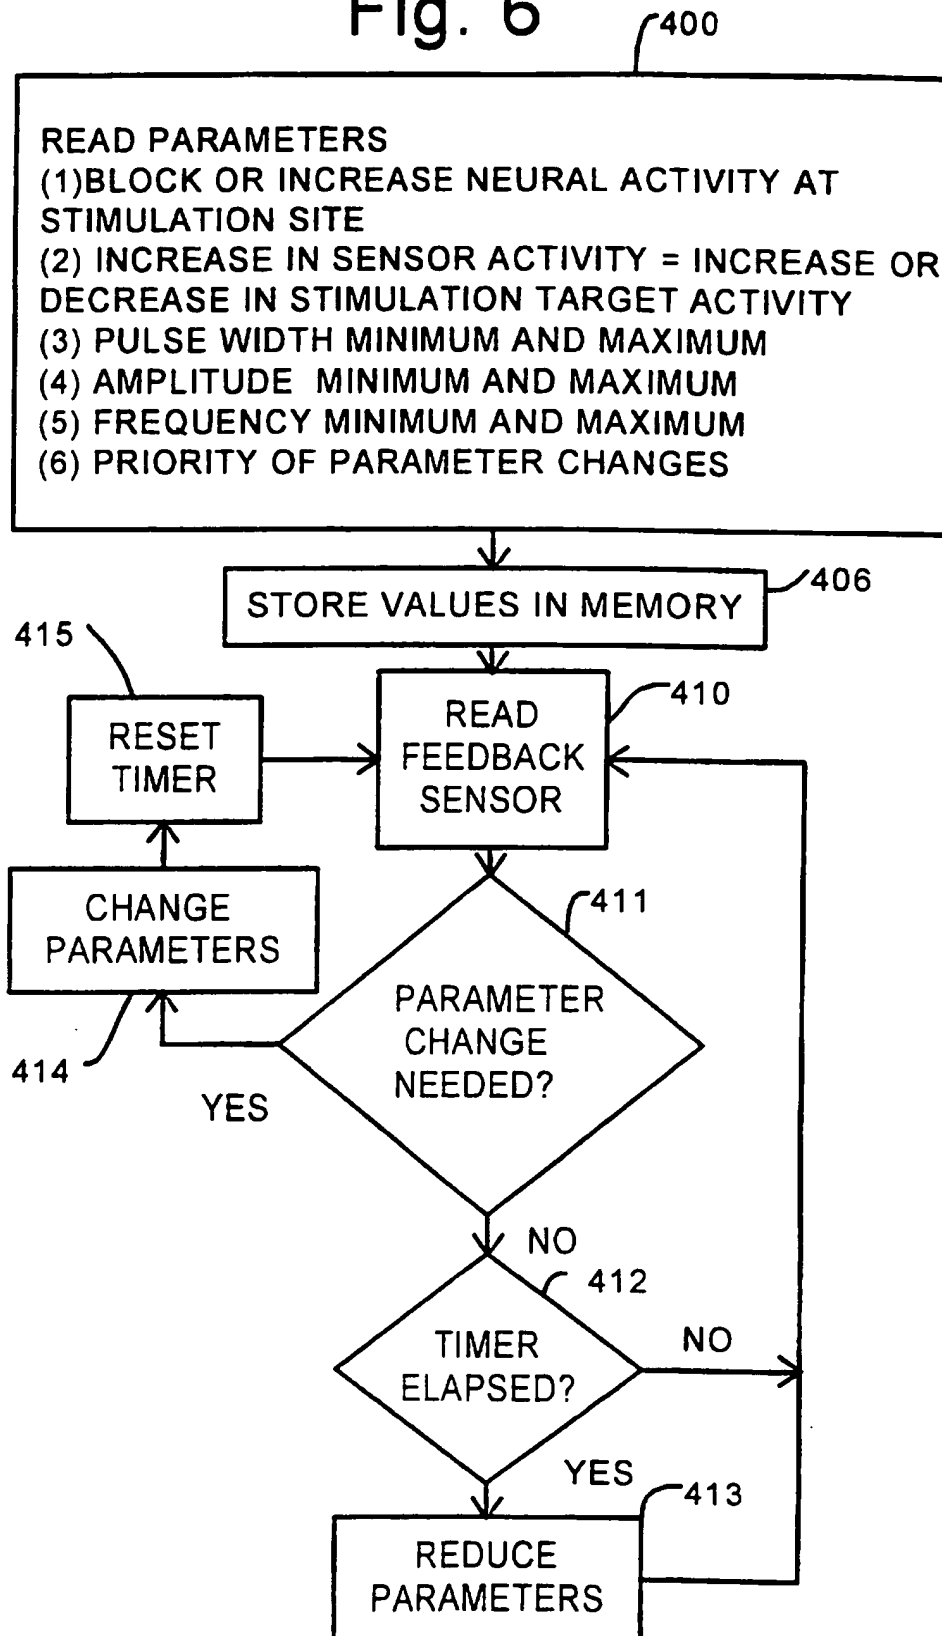 Fig. 6
400
READ PARAMETERS
(1)BLOCK OR INCREASE NEURAL ACTIVITY AT
STIMULATION SITE
(2) INCREASE IN SENSOR ACTIVITY = INCREASE OR
DECREASE IN STIMULATION TARGET ACTIVITY
(3) PULSE WIDTH MINIMUM AND MAXIMUM
(4) AMPLITUDE MINIMUM AND MAXIMUM
(5) FREQUENCY MINIMUM AND MAXIMUM
(6) PRIORITY OF PARAMETER CHANGES
406
STORE VALUES IN MEMORY
415
410
READ
FEEDBACK
SENSOR
RESET
TIMER
CHANGE
PARAMETERS
411
PARAMETER
CHANGE
NEEDED?
414
YES
NO
412
TIMER
ELAPSED?
NO
YES
413
REDUCE
PARAMETERS